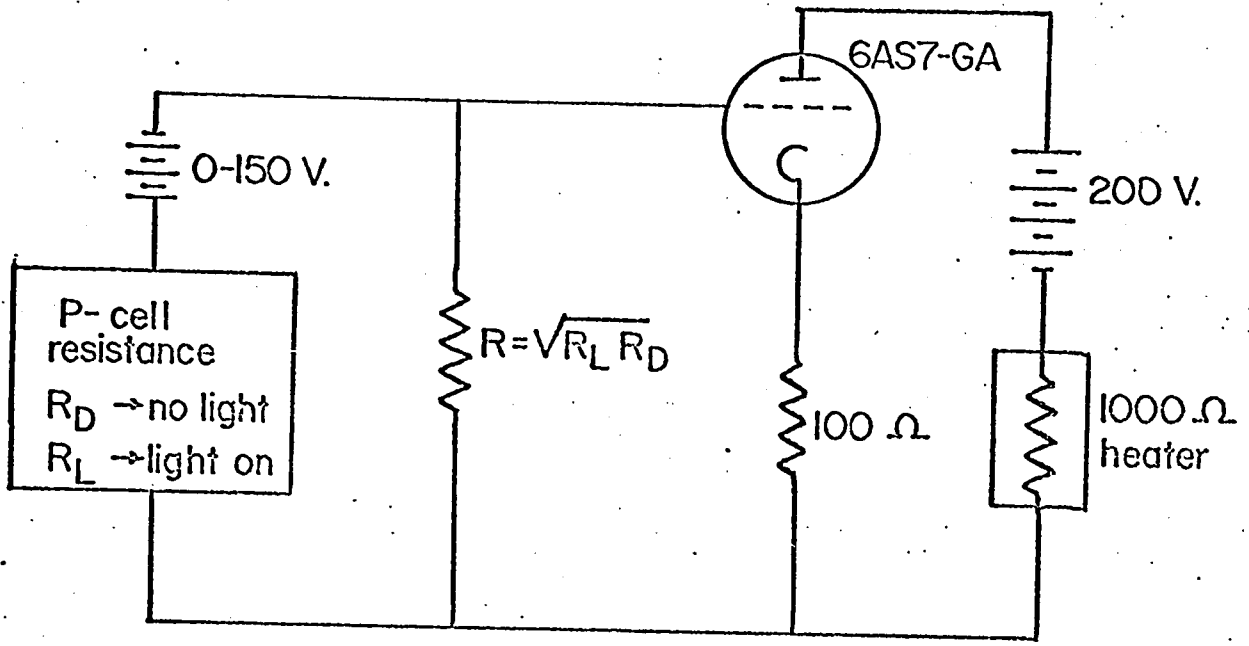 6AS7-GA
0-150 V.
200 V.
P-cell
resistance
R_D → no light
R_L → light on
R=√R_L R_D
100 Ω
1000 Ω
heater